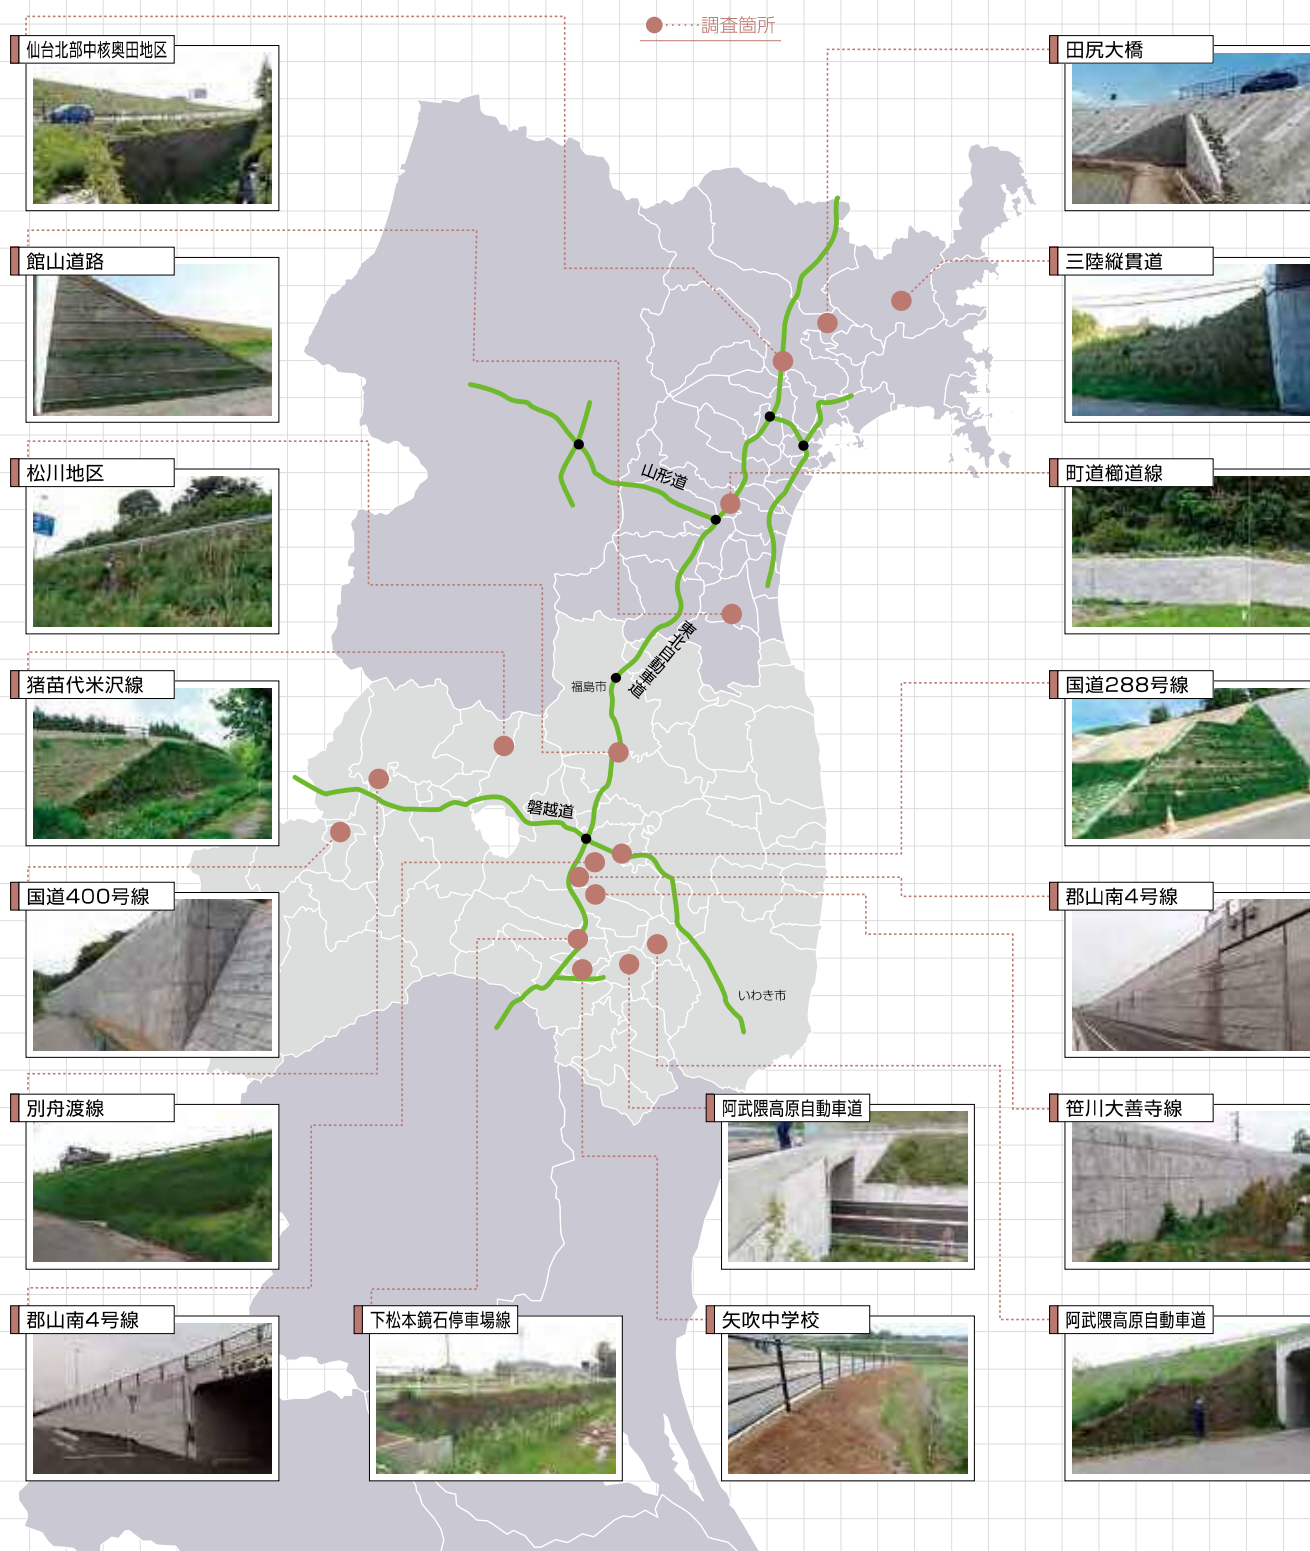 調査箇所
仙台北部中核奥田地区
田尻大橋
館山道路
三陸縦貫道
松川地区
町道櫛道線
山形道
東北自動車道
福島市
猪苗代米沢線
国道288号線
磐越道
国道400号線
郡山南4号線
いわき市
別舟渡線
阿武隈高原自動車道
笹川大善寺線
郡山南4号線
下松本鏡石停車場線
矢吹中学校
阿武隈高原自動車道